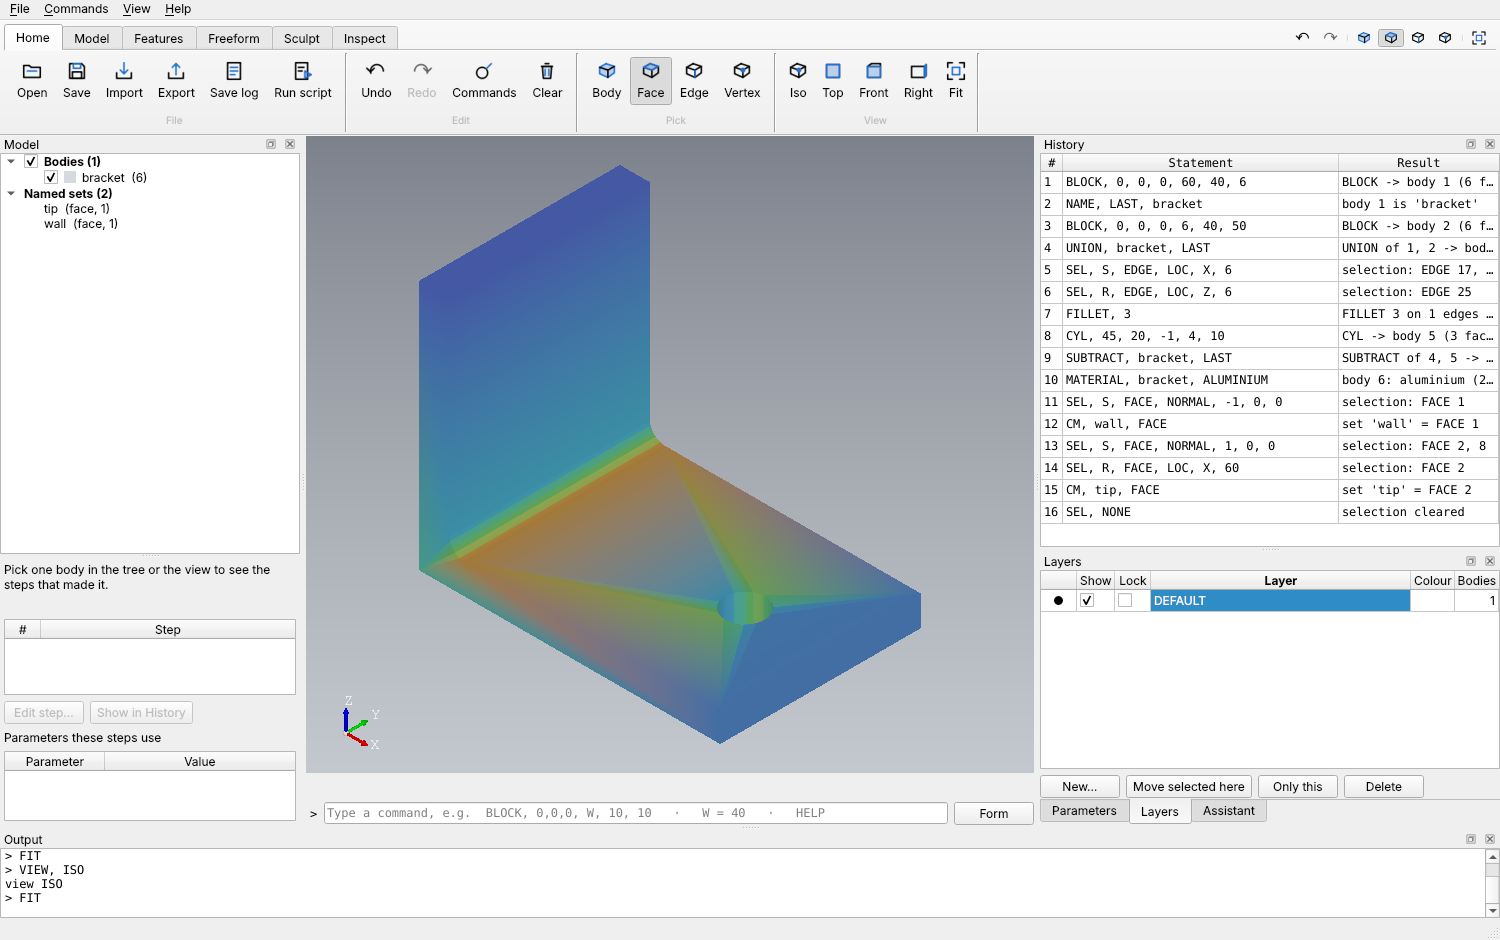 File Commands View Help
Home Model Features Freeform Sculpt Inspect
Open Save Import Export Save log Run script Undo Redo Commands Clear Body Face Edge Vertex Iso Top Front Right Fit
File Edit Pick View
Model
Bodies (1)
bracket (6)
Named sets (2)
tip (face, 1)
wall (face, 1)
Pick one body in the tree or the view to see the
steps that made it.
# Step
Edit step... Show in History
Parameters these steps use
Parameter Value
Z
Y
X
> Type a command, e.g. BLOCK, 0,0,0, W, 10, 10 · W = 40 · HELP Form
History
# Statement Result
1 BLOCK, 0, 0, 0, 60, 40, 6 BLOCK -> body 1 (6 f…
2 NAME, LAST, bracket body 1 is 'bracket'
3 BLOCK, 0, 0, 0, 6, 40, 50 BLOCK -> body 2 (6 f…
4 UNION, bracket, LAST UNION of 1, 2 -> bod…
5 SEL, S, EDGE, LOC, X, 6 selection: EDGE 17, …
6 SEL, R, EDGE, LOC, Z, 6 selection: EDGE 25
7 FILLET, 3 FILLET 3 on 1 edges …
8 CYL, 45, 20, -1, 4, 10 CYL -> body 5 (3 fac…
9 SUBTRACT, bracket, LAST SUBTRACT of 4, 5 -> …
10 MATERIAL, bracket, ALUMINIUM body 6: aluminium (2…
11 SEL, S, FACE, NORMAL, -1, 0, 0 selection: FACE 1
12 CM, wall, FACE set 'wall' = FACE 1
13 SEL, S, FACE, NORMAL, 1, 0, 0 selection: FACE 2, 8
14 SEL, R, FACE, LOC, X, 60 selection: FACE 2
15 CM, tip, FACE set 'tip' = FACE 2
16 SEL, NONE selection cleared
Layers
Show Lock Layer Colour Bodies
DEFAULT 1
New... Move selected here Only this Delete
Parameters Layers Assistant
Output
> FIT
> VIEW, ISO
view ISO
> FIT